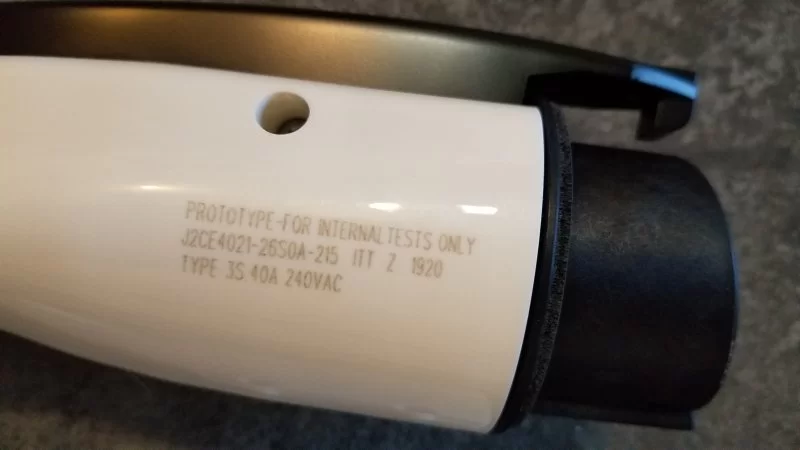 PROTOTYPE-FOR INTERNAL TESTS ONLY
J2CE4021-26S0A-215 ITT Z 1920
TYPE 3S 40A 240VAC